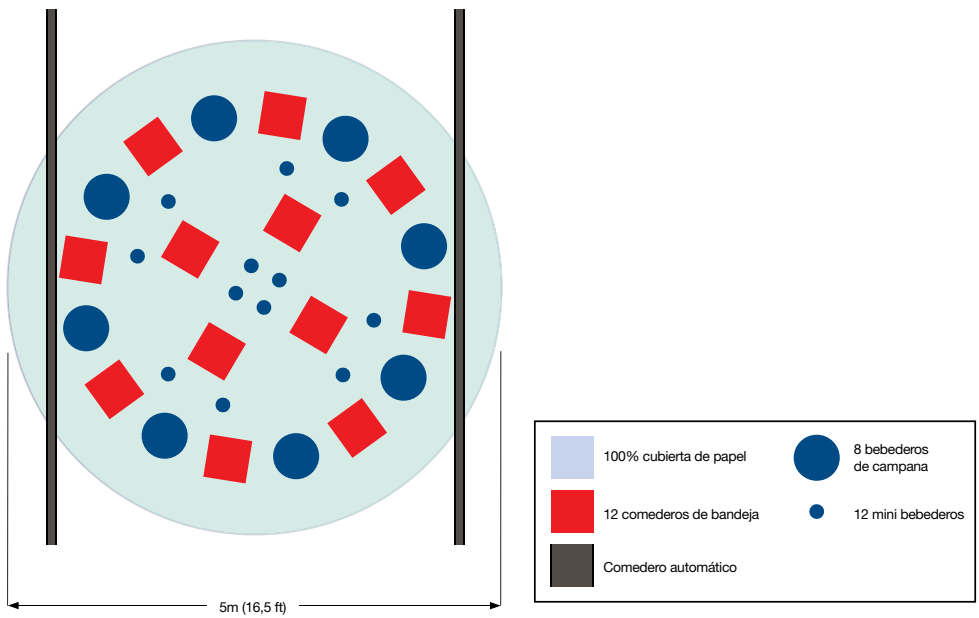 100% cubierta de papel
8 bebederos
de campana
12 comederos de bandeja
12 mini bebederos
Comedero automático
5m (16,5 ft)